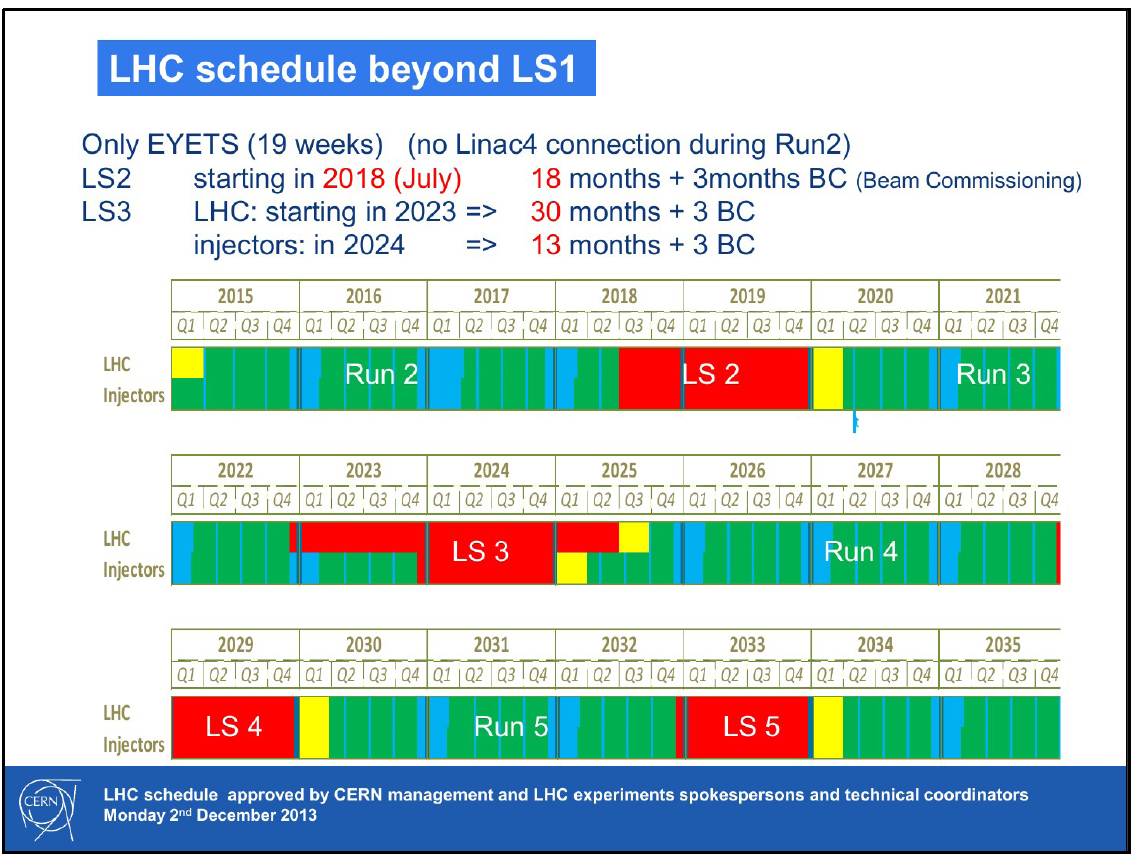 LHC schedule beyond LS1
Only EYETS (19 weeks) (no Linac4 connection during Run2)
LS2 starting in 2018 (July) 18 months + 3months BC (Beam Commissioning)
LS3 LHC: starting in 2023 => 30 months + 3 BC
injectors: in 2024 => 13 months + 3 BC
2015 2016 2017 2018 2019 2020 2021
Q1 Q2 Q3 Q4 Q1 Q2 Q3 Q4 Q1 Q2 Q3 Q4 Q1 Q2 Q3 Q4 Q1 Q2 Q3 Q4 Q1 Q2 Q3 Q4 Q1 Q2 Q3 Q4
LHC
Run 2 LS 2 Run 3
Injectors
2022 2023 2024 2025 2026 2027 2028
Q1 Q2 Q3 Q4 Q1 Q2 Q3 Q4 Q1 Q2 Q3 Q4 Q1 Q2 Q3 Q4 Q1 Q2 Q3 Q4 Q1 Q2 Q3 Q4 Q1 Q2 Q3 Q4
LHC
LS 3 Run 4
Injectors
2029 2030 2031 2032 2033 2034 2035
Q1 Q2 Q3 Q4 Q1 Q2 Q3 Q4 Q1 Q2 Q3 Q4 Q1 Q2 Q3 Q4 Q1 Q2 Q3 Q4 Q1 Q2 Q3 Q4 Q1 Q2 Q3 Q4
LHC
LS 4 Run 5 LS 5
Injectors
CERN
LHC schedule approved by CERN management and LHC experiments spokespersons and technical coordinators
Monday 2nd December 2013